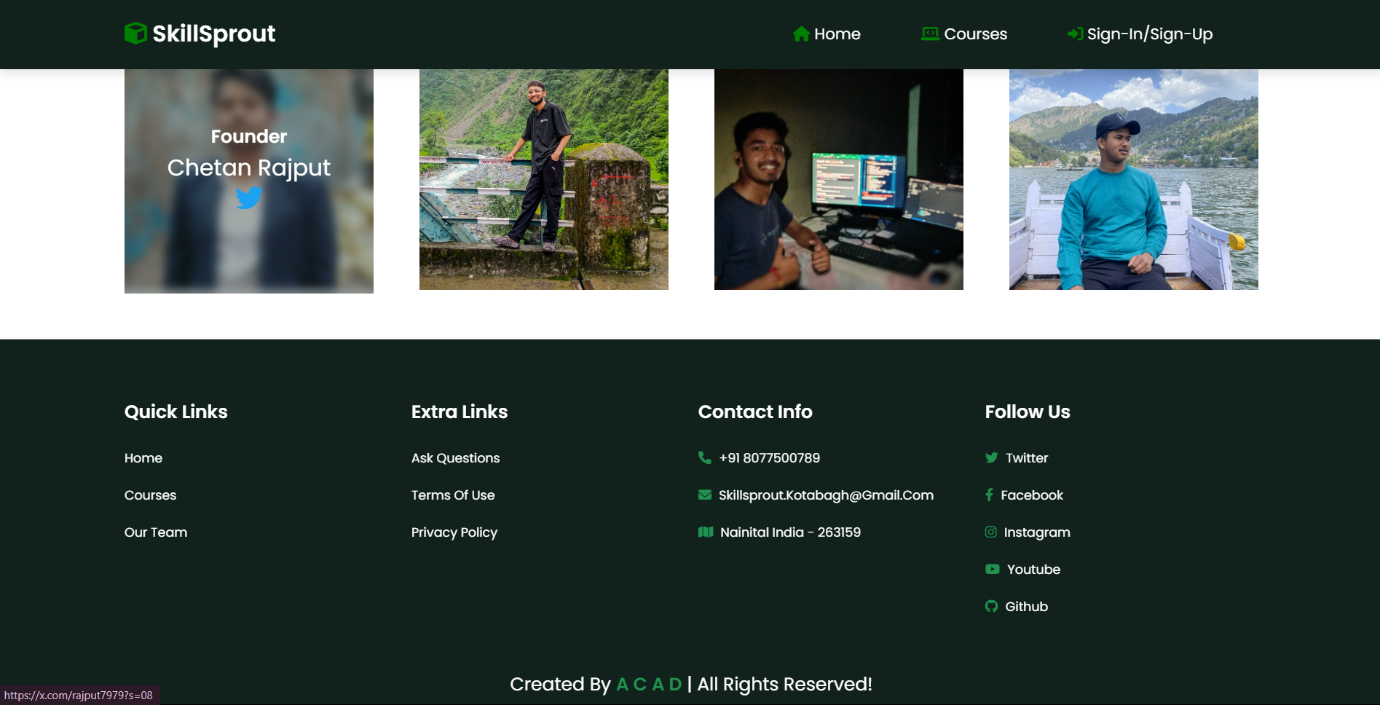 SkillSprout
Home
Courses
Sign-In/Sign-Up
Founder
Chetan Rajput
Quick Links
Home
Courses
Our Team
Extra Links
Ask Questions
Terms Of Use
Privacy Policy
Contact Info
+91 8077500789
Skillsprout.Kotabagh@Gmail.Com
Nainital India - 263159
Follow Us
Twitter
Facebook
Instagram
Youtube
Github
Created By A C A D | All Rights Reserved!
https://x.com/rajput7979?s=08